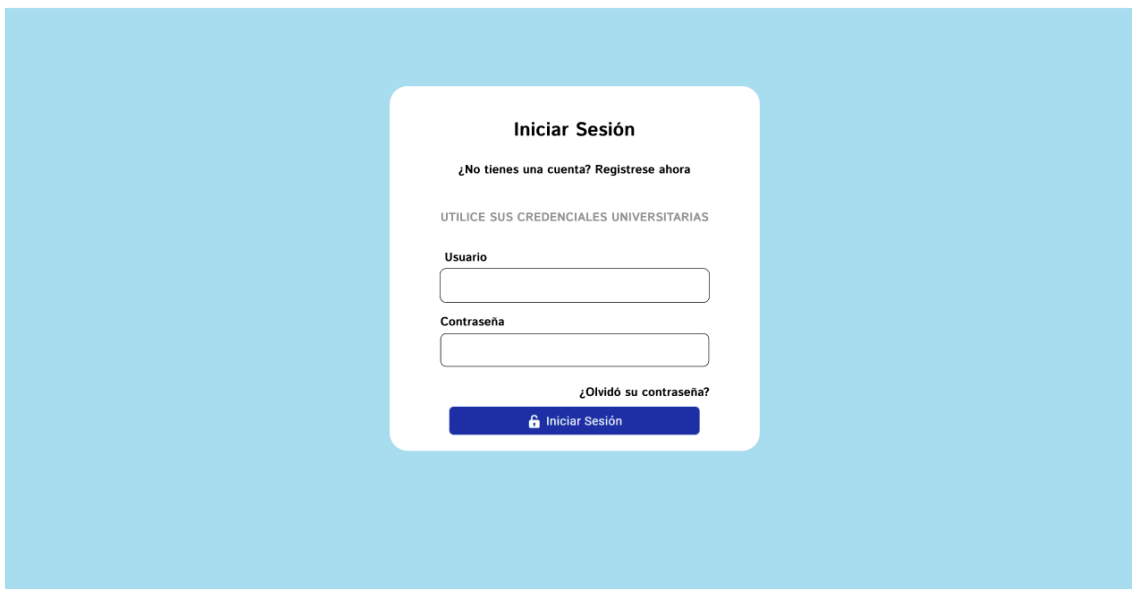 Iniciar Sesión
¿No tienes una cuenta? Registrese ahora
UTILICE SUS CREDENCIALES UNIVERSITARIAS
Usuario
Contraseña
¿Olvidó su contraseña?
Iniciar Sesión